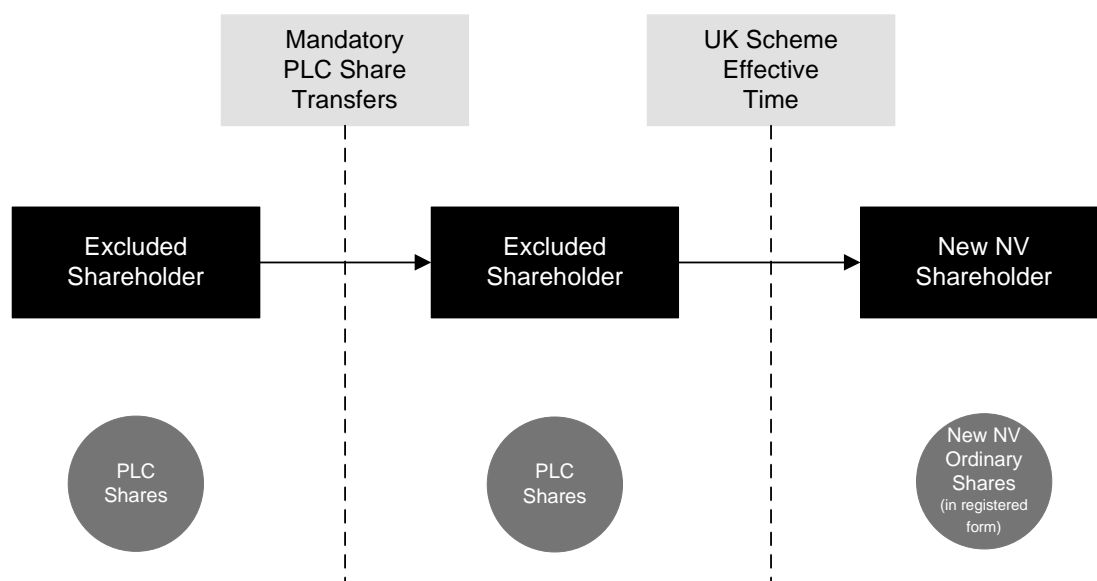 Mandatory
PLC Share
Transfers
UK Scheme
Effective
Time
Excluded
Shareholder
Excluded
Shareholder
New NV
Shareholder
PLC
Shares
PLC
Shares
New NV
Ordinary
Shares
(in registered
form)